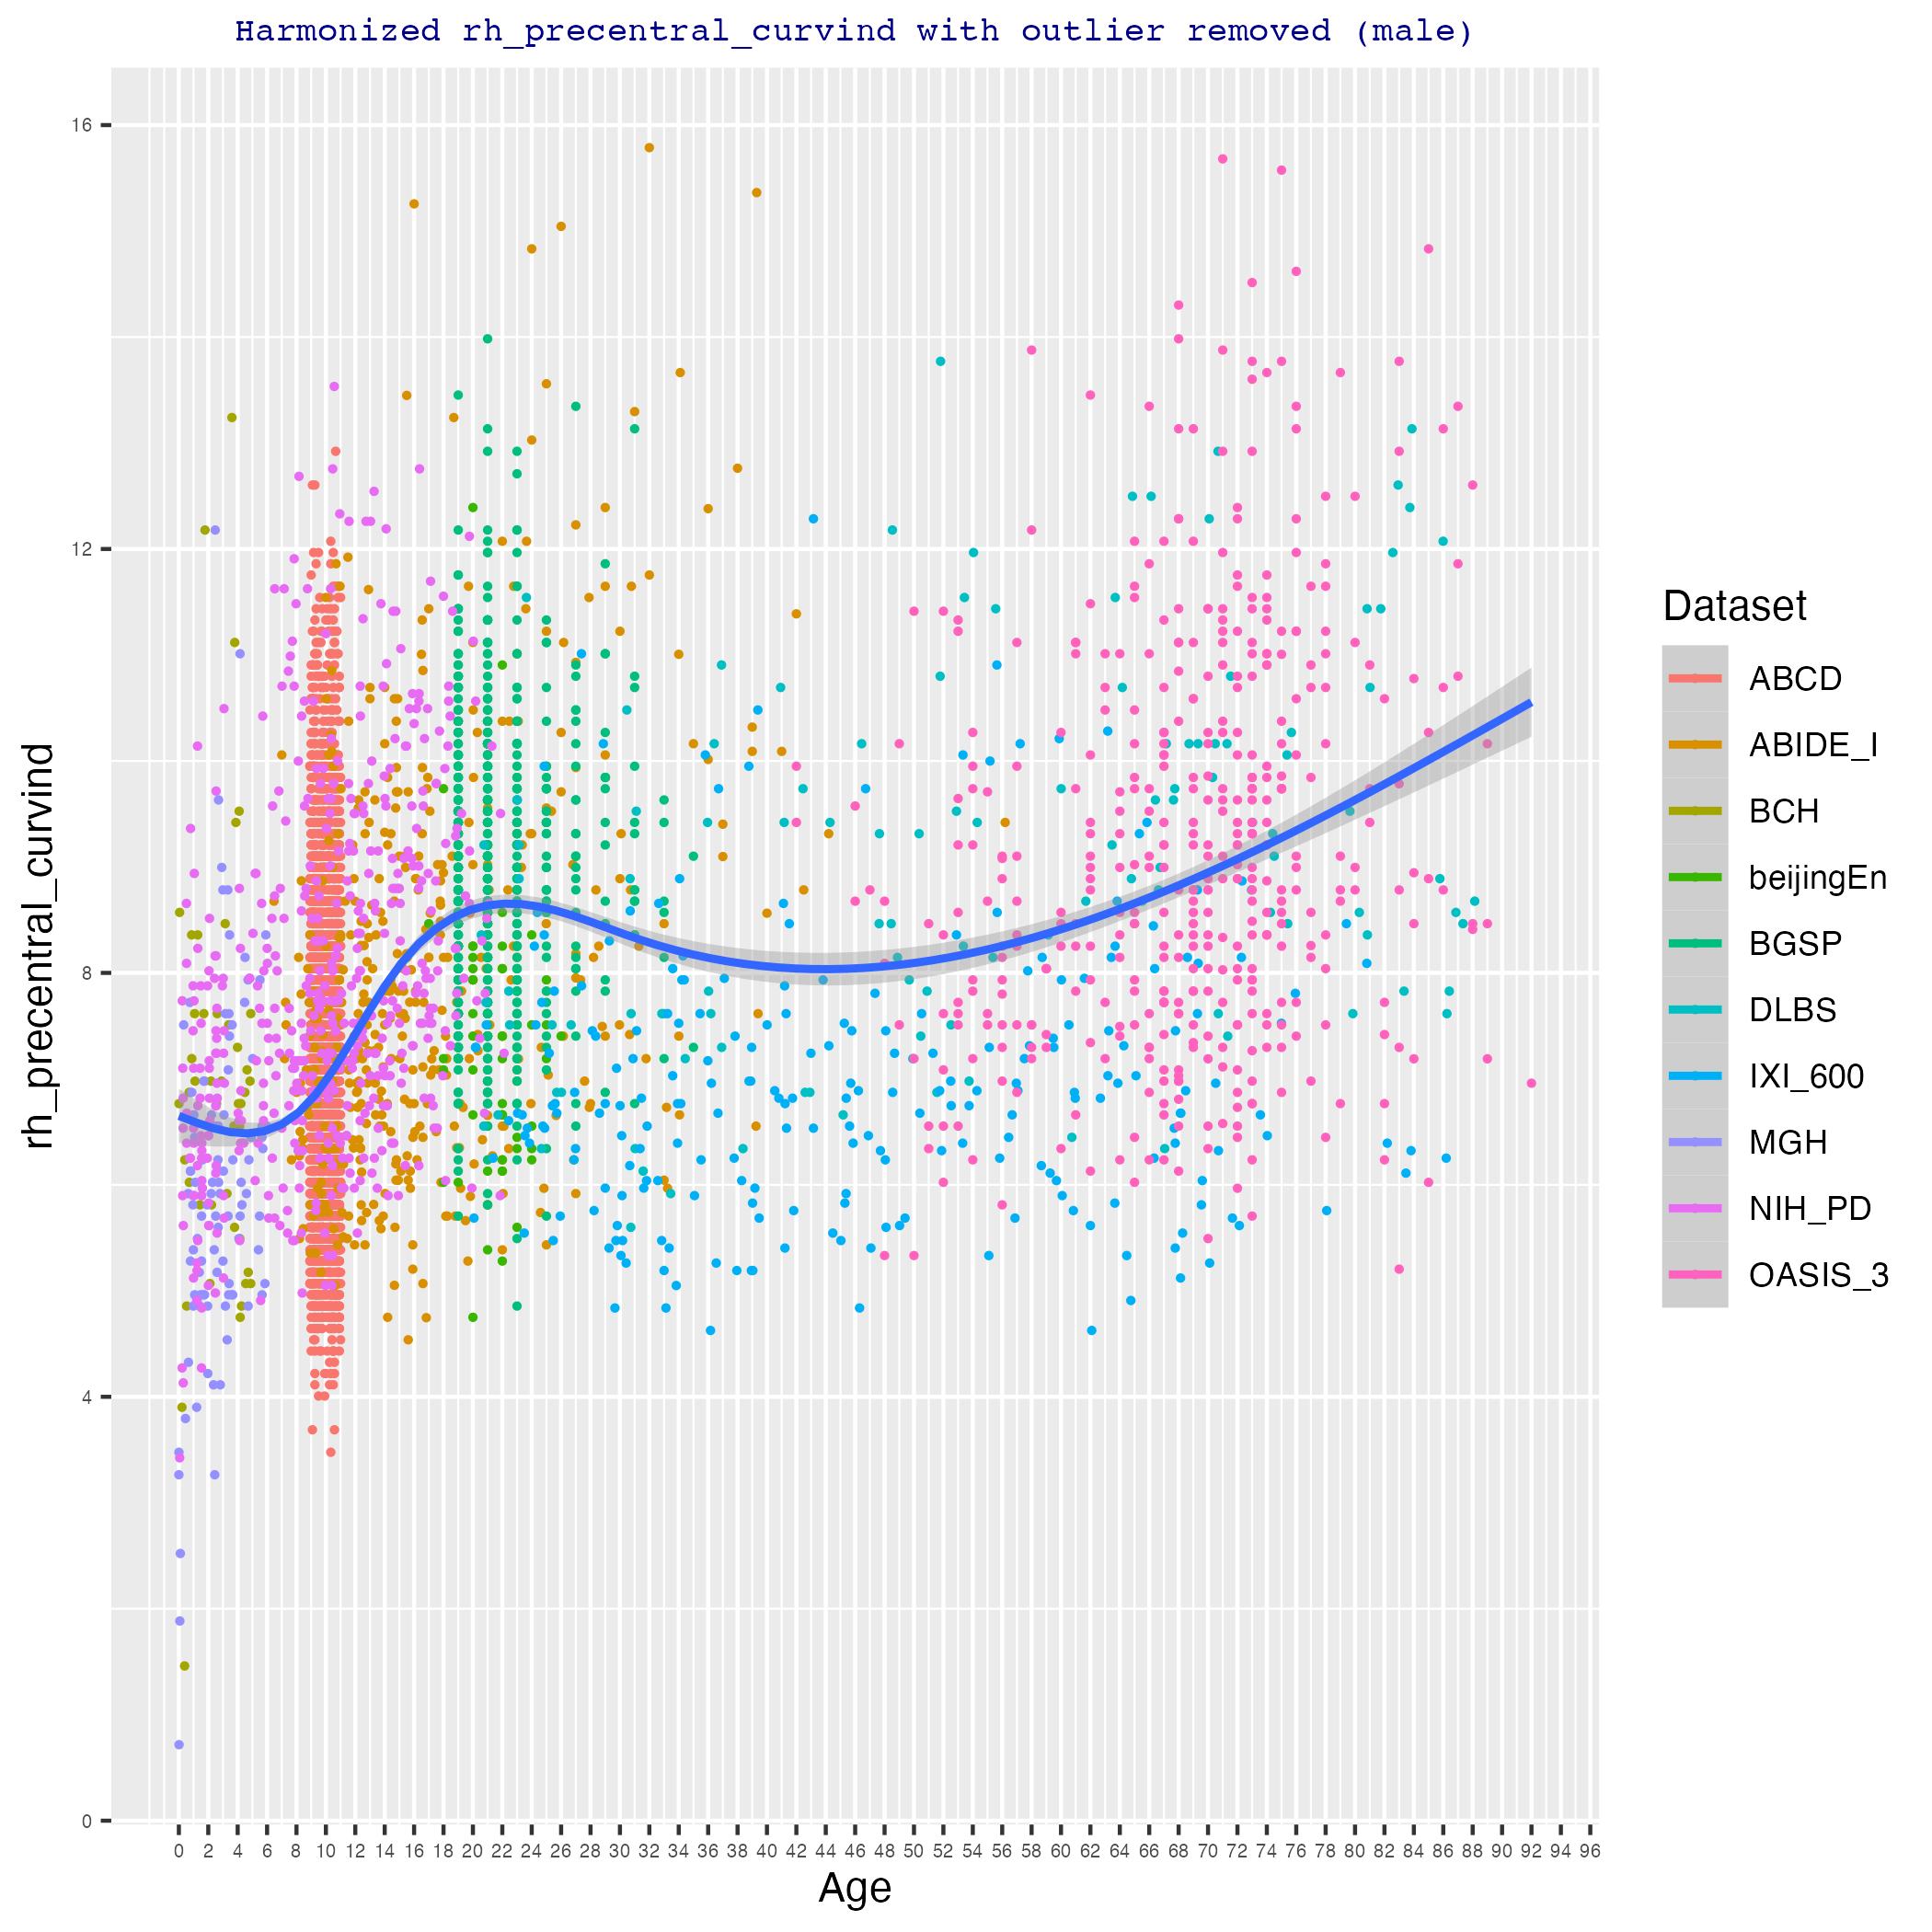 Harmonized rh_precentral_curvind with outlier removed (male)
rh_precentral_curvind
16
12
8
4
0
0 2 4 6 8 10 12 14 16 18 20 22 24 26 28 30 32 34 36 38 40 42 44 46 48 50 52 54 56 58 60 62 64 66 68 70 72 74 76 78 80 82 84 86 88 90 92 94 96
Age
Dataset
ABCD
ABIDE_I
BCH
beijingEn
BGSP
DLBS
IXI_600
MGH
NIH_PD
OASIS_3